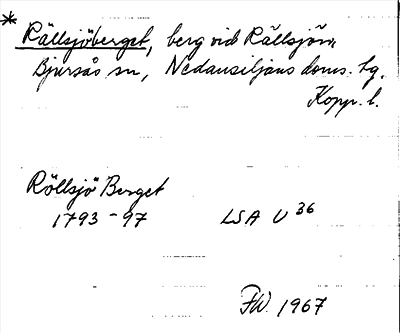 * Rällsjöberget, berg vid Rällsjön,
Bjursås sn, Nedansiljans doms. tg,
Kopp. l.
Röllsjö Berget
1793-97 LSA U 36
FW. 1967